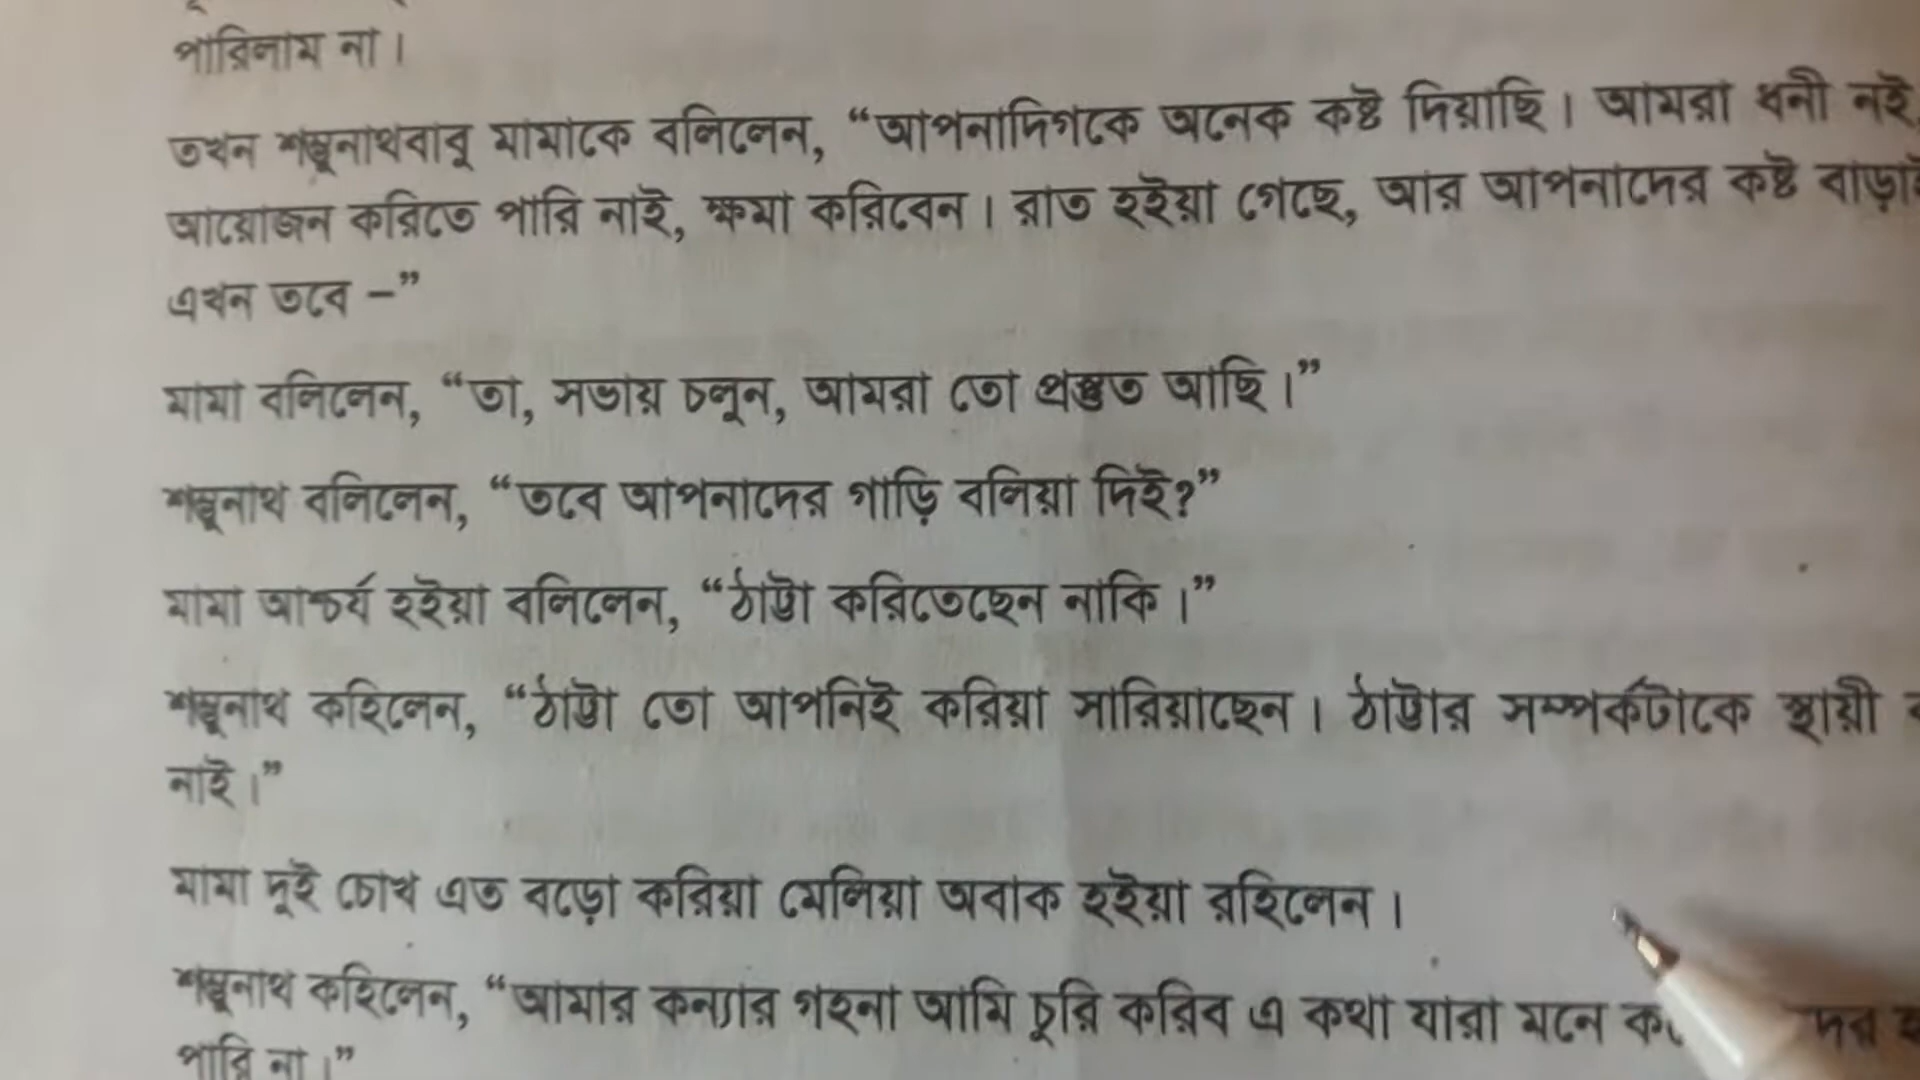 পারিলাম না।
তখন শম্ভুনাথবাবু মামাকে বলিলেন, “আপনাদিগকে অনেক কষ্ট দিয়াছি। আমরা ধনী নই,
আয়োজন করিতে পারি নাই, ক্ষমা করিবেন। রাত হইয়া গেছে, আর আপনাদের কষ্ট
এখন তবে –”
মামা বলিলেন, “তা, সভায় চলুন, আমরা তো প্রস্তুত আছি।”
শম্ভুনাথ বলিলেন, “তবে আপনাদের গাড়ি বলিয়া দিই?”
মামা আশ্চর্য হইয়া বলিলেন, “ঠাট্টা করিতেছেন নাকি।”
শম্ভুনাথ কহিলেন, “ঠাট্টা তো আপনিই করিয়া সারিয়াছেন। ঠাট্টার সম্পর্কটাকে স্থায়ী
নাই।”
মামা দুই চোখ এত বড়ো করিয়া মেলিয়া অবাক হইয়া রহিলেন।
শম্ভুনাথ কহিলেন, “আমার কন্যার গহনা আমি চুরি করিব এ কথা যারা মনে
পারি না।”